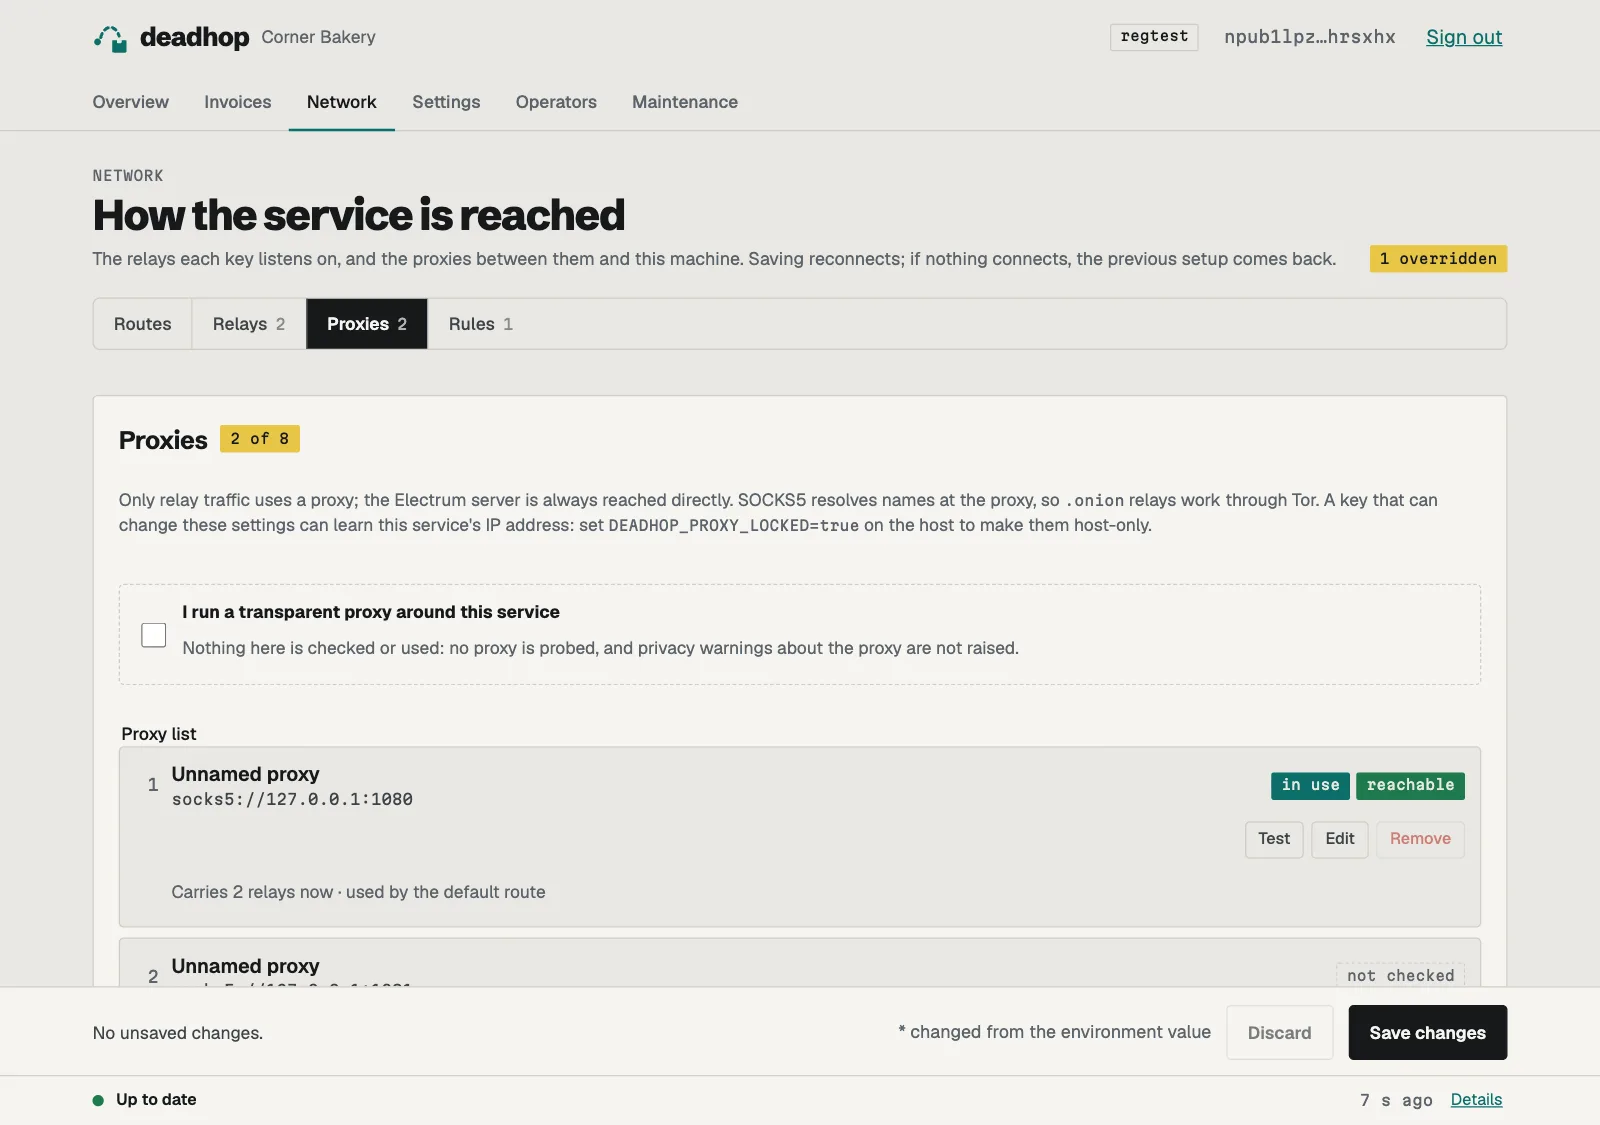 deadhop Corner Bakery
regtest
npub1lpz…hrsxhx
Sign out
Overview
Invoices
Network
Settings
Operators
Maintenance
NETWORK
How the service is reached
The relays each key listens on, and the proxies between them and this machine. Saving reconnects; if nothing connects, the previous setup comes back.
1 overridden
Routes
Relays 2
Proxies 2
Rules 1
Proxies 2 of 8
Only relay traffic uses a proxy; the Electrum server is always reached directly. SOCKS5 resolves names at the proxy, so .onion relays work through Tor. A key that can
change these settings can learn this service's IP address: set DEADHOP_PROXY_LOCKED=true on the host to make them host-only.
I run a transparent proxy around this service
Nothing here is checked or used: no proxy is probed, and privacy warnings about the proxy are not raised.
Proxy list
1
Unnamed proxy
socks5://127.0.0.1:1080
in use
reachable
Test
Edit
Remove
Carries 2 relays now · used by the default route
2
Unnamed proxy
not checked
No unsaved changes.
* changed from the environment value
Discard
Save changes
Up to date
7 s ago
Details